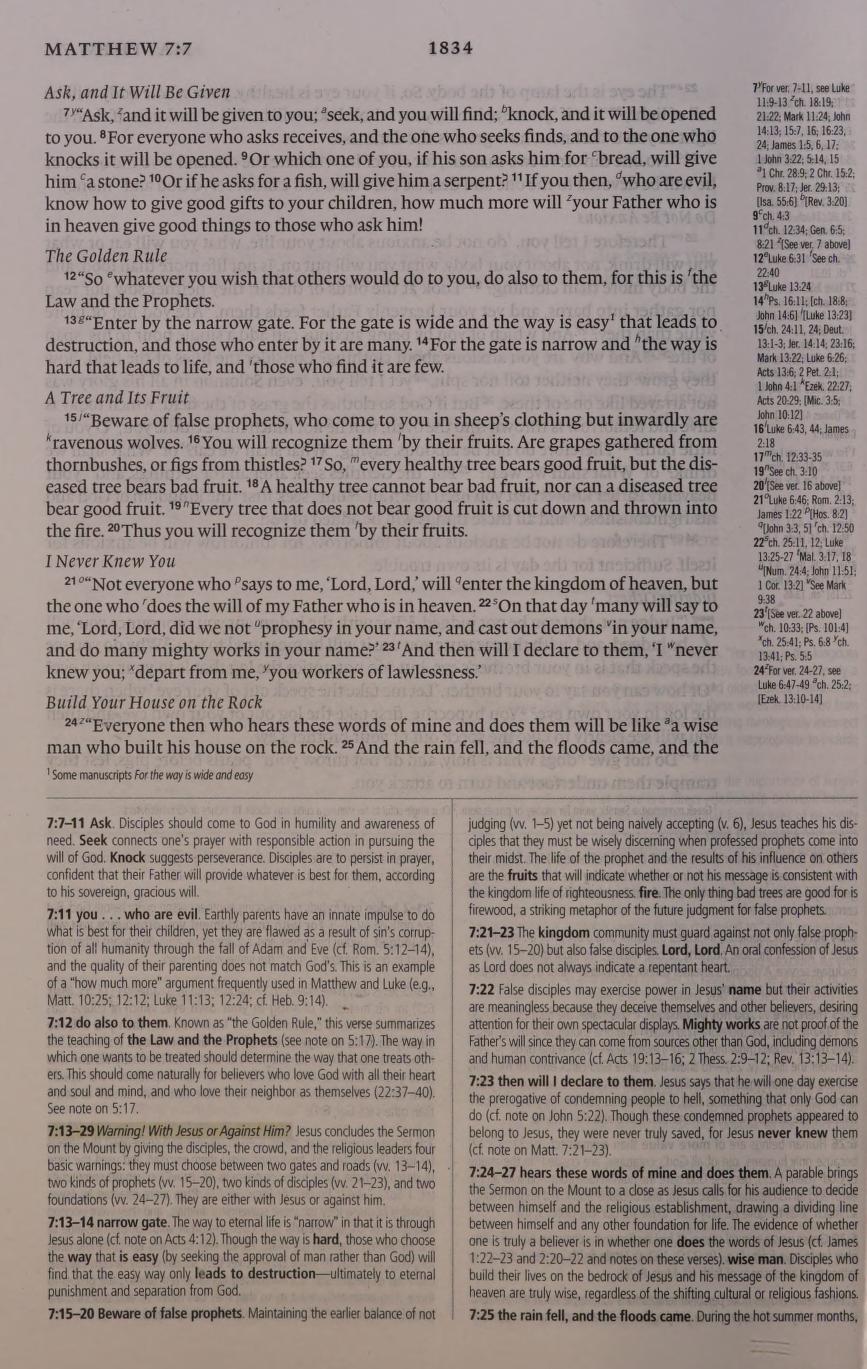 MATTHEW 7:7
1834
Ask, and It Will Be Given
7 y“Ask, z and it will be given to you; a seek, and you will find; b knock, and it will be opened
to you. 8 For everyone who asks receives, and the one who seeks finds, and to the one who
knocks it will be opened. 9 Or which one of you, if his son asks him for c bread, will give
him c a stone? 10 Or if he asks for a fish, will give him a serpent? 11 If you then, d who are evil,
know how to give good gifts to your children, how much more will z your Father who is
in heaven give good things to those who ask him!
The Golden Rule
12 “So e whatever you wish that others would do to you, do also to them, for this is f the
Law and the Prophets.
13 g “Enter by the narrow gate. For the gate is wide and the way is easy1 that leads to
destruction, and those who enter by it are many. 14 For the gate is narrow and h the way is
hard that leads to life, and i those who find it are few.
A Tree and Its Fruit
15 j “Beware of false prophets, who come to you in sheep’s clothing but inwardly are
k ravenous wolves. 16 You will recognize them l by their fruits. Are grapes gathered from
thornbushes, or figs from thistles? 17 So, m every healthy tree bears good fruit, but the dis-
eased tree bears bad fruit. 18 A healthy tree cannot bear bad fruit, nor can a diseased tree
bear good fruit. 19 n Every tree that does not bear good fruit is cut down and thrown into
the fire. 20 Thus you will recognize them l by their fruits.
I Never Knew You
21 o “Not everyone who p says to me, ‘Lord, Lord,’ will q enter the kingdom of heaven, but
the one who r does the will of my Father who is in heaven. 22 s On that day t many will say to
me, ‘Lord, Lord, did we not u prophesy in your name, and cast out demons v in your name,
and do many mighty works in your name?’ 23 t And then will I declare to them, ‘I w never
knew you; x depart from me, y you workers of lawlessness.’
Build Your House on the Rock
24 z “Everyone then who hears these words of mine and does them will be like a a wise
man who built his house on the rock. 25 And the rain fell, and the floods came, and the
1 Some manuscripts For the way is wide and easy
7 y For ver. 7-11, see Luke
11:9-13 z ch. 18:19;
21:22; Mark 11:24; John
14:13; 15:7, 16; 16:23,
24; James 1:5, 6, 17;
1 John 3:22; 5:14, 15
a 1 Chr. 28:9; 2 Chr. 15:2;
Prov. 8:17; Jer. 29:13;
[Isa. 55:6] b [Rev. 3:20]
9 c ch. 4:3
11 d ch. 12:34; Gen. 6:5;
8:21 z [See ver. 7 above]
12 e Luke 6:31 f See ch.
22:40
13 g Luke 13:24
14 h Ps. 16:11; [ch. 18:8;
John 14:6] i [Luke 13:23]
15 j ch. 24:11, 24; Deut.
13:1-3; Jer. 14:14; 23:16;
Mark 13:22; Luke 6:26;
Acts 13:6; 2 Pet. 2:1;
1 John 4:1 k Ezek. 22:27;
Acts 20:29; [Mic. 3:5;
John 10:12]
16 l Luke 6:43, 44; James
2:18
17 m ch. 12:33-35
19 n See ch. 3:10
20 l [See ver. 16 above]
21 o Luke 6:46; Rom. 2:13;
James 1:22 p [Hos. 8:2]
q [John 3:3, 5] r ch. 12:50
22 s ch. 25:11, 12; Luke
13:25-27 t Mal. 3:17, 18
u [Num. 24:4; John 11:51;
1 Cor. 13:2] v See Mark
9:38
23 t [See ver. 22 above]
w ch. 10:33; [Ps. 101:4]
x ch. 25:41; Ps. 6:8 y ch.
13:41; Ps. 5:5
24 z For ver. 24-27, see
Luke 6:47-49 a ch. 25:2;
[Ezek. 13:10-14]
7:7–11 Ask. Disciples should come to God in humility and awareness of
need. Seek connects one’s prayer with responsible action in pursuing the
will of God. Knock suggests perseverance. Disciples are to persist in prayer,
confident that their Father will provide whatever is best for them, according
to his sovereign, gracious will.
7:11 you . . . who are evil. Earthly parents have an innate impulse to do
what is best for their children, yet they are flawed as a result of sin’s corrup-
tion of all humanity through the fall of Adam and Eve (cf. Rom. 5:12–14),
and the quality of their parenting does not match God’s. This is an example
of a “how much more” argument frequently used in Matthew and Luke (e.g.,
Matt. 10:25; 12:12; Luke 11:13; 12:24; cf. Heb. 9:14).
7:12 do also to them. Known as “the Golden Rule,” this verse summarizes
the teaching of the Law and the Prophets (see note on 5:17). The way in
which one wants to be treated should determine the way that one treats oth-
ers. This should come naturally for believers who love God with all their heart
and soul and mind, and who love their neighbor as themselves (22:37–40).
See note on 5:17.
7:13–29 Warning! With Jesus or Against Him? Jesus concludes the Sermon
on the Mount by giving the disciples, the crowd, and the religious leaders four
basic warnings: they must choose between two gates and roads (vv. 13–14),
two kinds of prophets (vv. 15–20), two kinds of disciples (vv. 21–23), and two
foundations (vv. 24–27). They are either with Jesus or against him.
7:13–14 narrow gate. The way to eternal life is “narrow” in that it is through
Jesus alone (cf. note on Acts 4:12). Though the way is hard, those who choose
the way that is easy (by seeking the approval of man rather than God) will
find that the easy way only leads to destruction—ultimately to eternal
punishment and separation from God.
7:15–20 Beware of false prophets. Maintaining the earlier balance of not
judging (vv. 1–5) yet not being naively accepting (v. 6), Jesus teaches his dis-
ciples that they must be wisely discerning when professed prophets come into
their midst. The life of the prophet and the results of his influence on others
are the fruits that will indicate whether or not his message is consistent with
the kingdom life of righteousness. fire. The only thing bad trees are good for is
firewood, a striking metaphor of the future judgment for false prophets.
7:21–23 The kingdom community must guard against not only false proph-
ets (vv. 15–20) but also false disciples. Lord, Lord. An oral confession of Jesus
as Lord does not always indicate a repentant heart.
7:22 False disciples may exercise power in Jesus’ name but their activities
are meaningless because they deceive themselves and other believers, desiring
attention for their own spectacular displays. Mighty works are not proof of the
Father’s will since they can come from sources other than God, including demons
and human contrivance (cf. Acts 19:13–16; 2 Thess. 2:9–12; Rev. 13:13–14).
7:23 then will I declare to them. Jesus says that he will one day exercise
the prerogative of condemning people to hell, something that only God can
do (cf. note on John 5:22). Though these condemned prophets appeared to
belong to Jesus, they were never truly saved, for Jesus never knew them
(cf. note on Matt. 7:21–23).
7:24–27 hears these words of mine and does them. A parable brings
the Sermon on the Mount to a close as Jesus calls for his audience to decide
between himself and the religious establishment, drawing a dividing line
between himself and any other foundation for life. The evidence of whether
one is truly a believer is in whether one does the words of Jesus (cf. James
1:22–23 and 2:20–22 and notes on these verses). wise man. Disciples who
build their lives on the bedrock of Jesus and his message of the kingdom of
heaven are truly wise, regardless of the shifting cultural or religious fashions.
7:25 the rain fell, and the floods came. During the hot summer months,